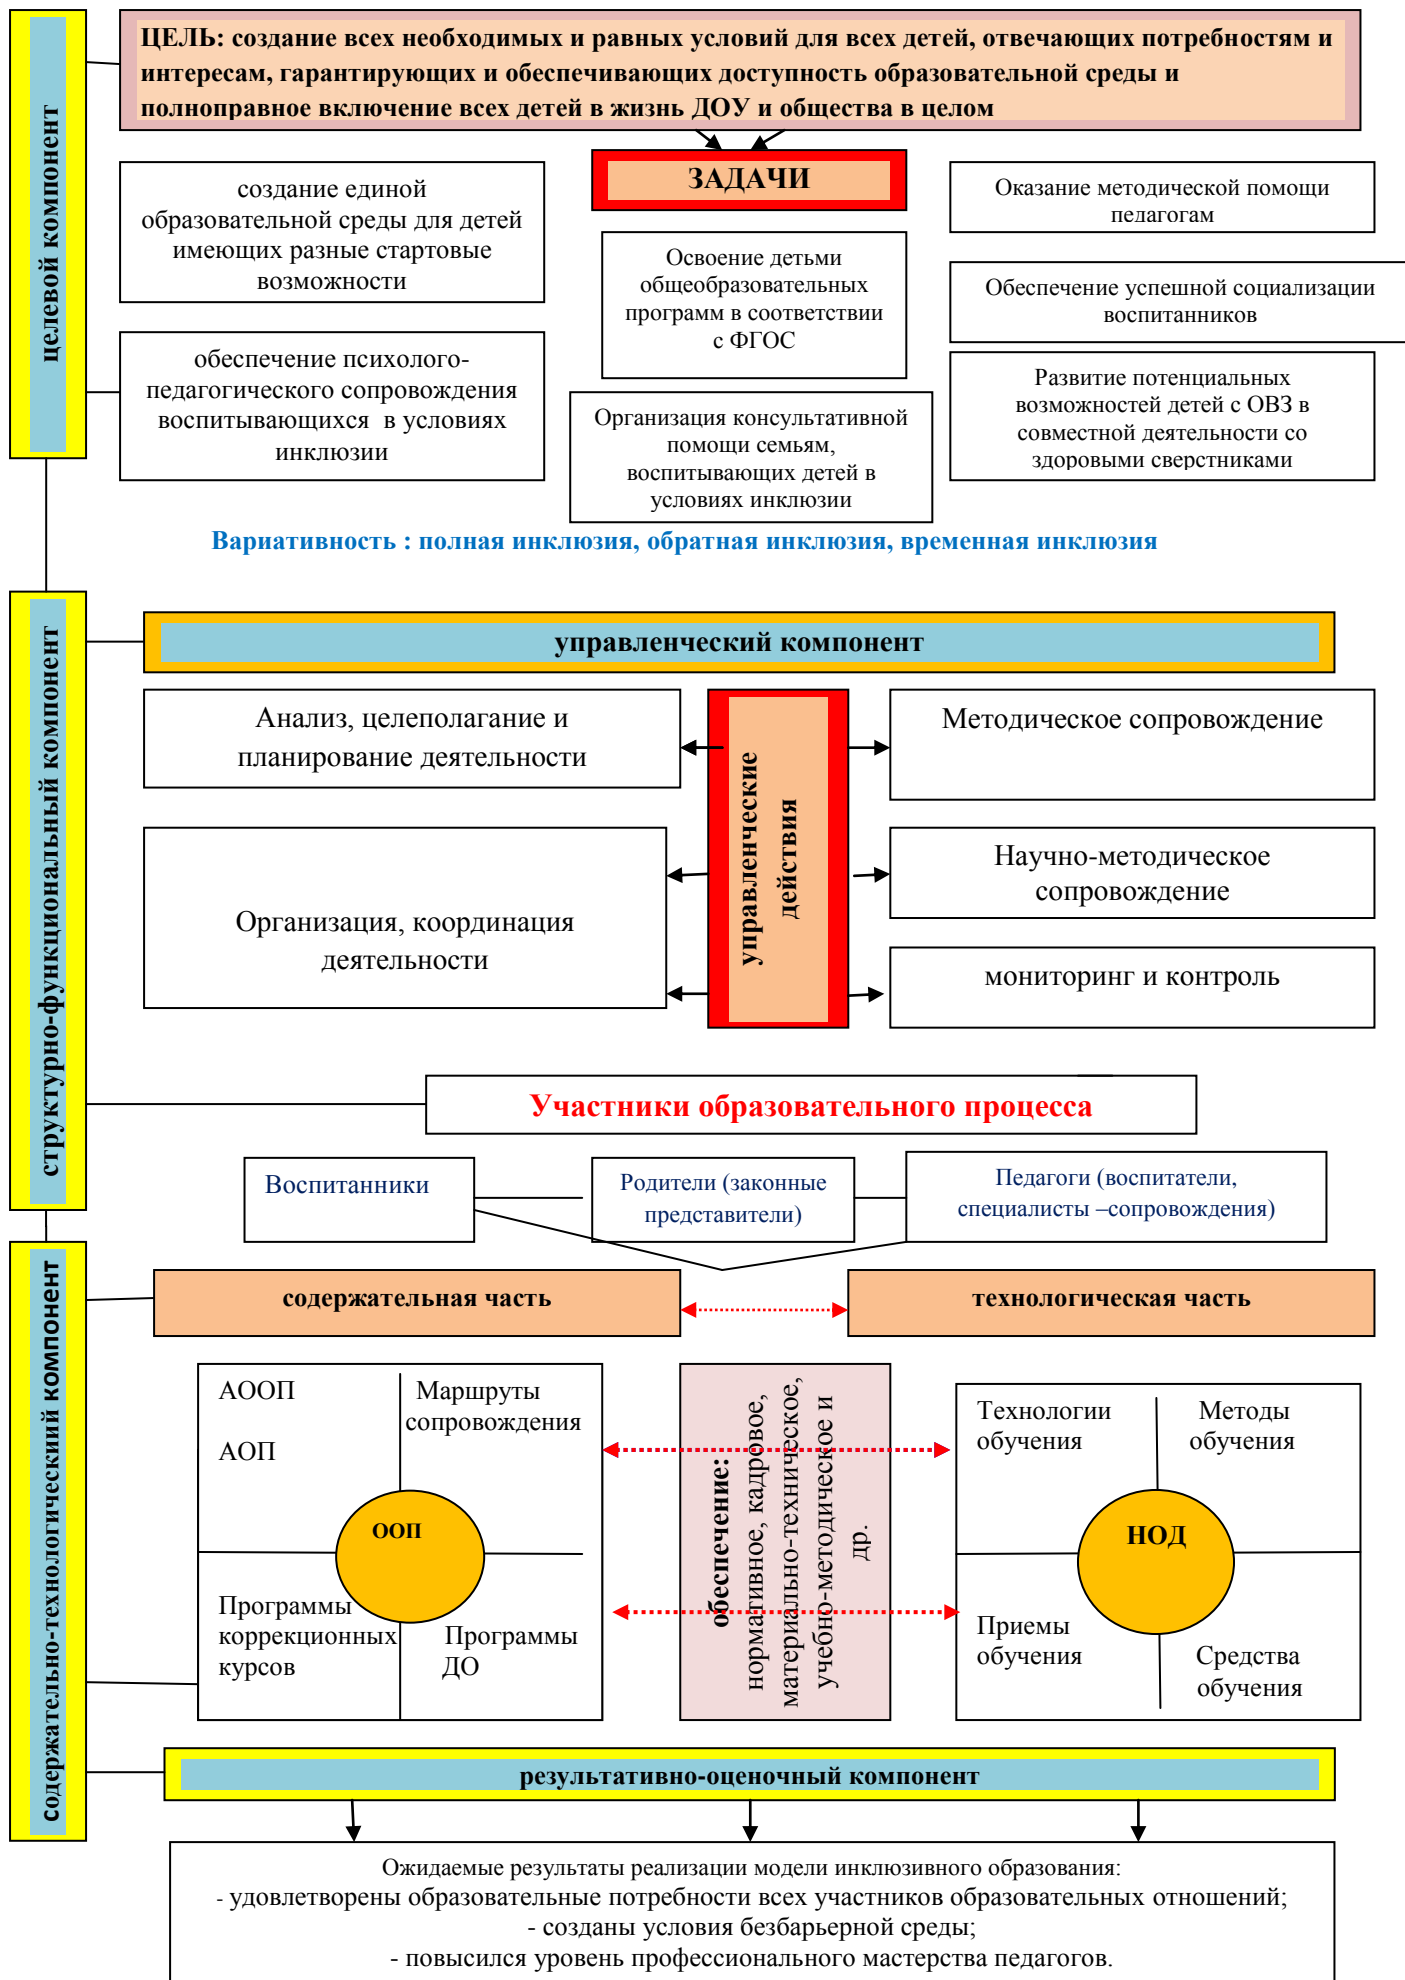 целевой компонент
ЦЕЛЬ: создание всех необходимых и равных условий для всех детей, отвечающих потребностям и
интересам, гарантирующих и обеспечивающих доступность образовательной среды и
полноправное включение всех детей в жизнь ДОУ и общества в целом
ЗАДАЧИ
создание единой
образовательной среды для детей
имеющих разные стартовые
возможности
обеспечение психолого-
педагогического сопровождения
воспитывающихся в условиях
инклюзии
Освоение детьми
общеобразовательных
программ в соответствии
с ФГОС
Организация консультативной
помощи семьям,
воспитывающих детей в
условиях инклюзии
Оказание методической помощи
педагогам
Обеспечение успешной социализации
воспитанников
Развитие потенциальных
возможностей детей с ОВЗ в
совместной деятельности со
здоровыми сверстниками
Вариативность : полная инклюзия, обратная инклюзия, временная инклюзия
структурно-функциональный компонент
управленческий компонент
Анализ, целеполагание и
планирование деятельности
Организация, координация
деятельности
управленческие
действия
Методическое сопровождение
Научно-методическое
сопровождение
мониторинг и контроль
Участники образовательного процесса
Воспитанники
Родители (законные
представители)
Педагоги (воспитатели,
специалисты –сопровождения)
содержательно-технологический компонент
содержательная часть
технологическая часть
АООП
АОП
Маршруты
сопровождения
ООП
Программы
коррекционных
курсов
Программы
ДО
обеспечение:
нормативное, кадровое,
материально-техническое,
учебно-методическое и
др.
Технологии
обучения
Методы
обучения
НОД
Приемы
обучения
Средства
обучения
результативно-оценочный компонент
Ожидаемые результаты реализации модели инклюзивного образования:
- удовлетворены образовательные потребности всех участников образовательных отношений;
- созданы условия безбарьерной среды;
- повысился уровень профессионального мастерства педагогов.